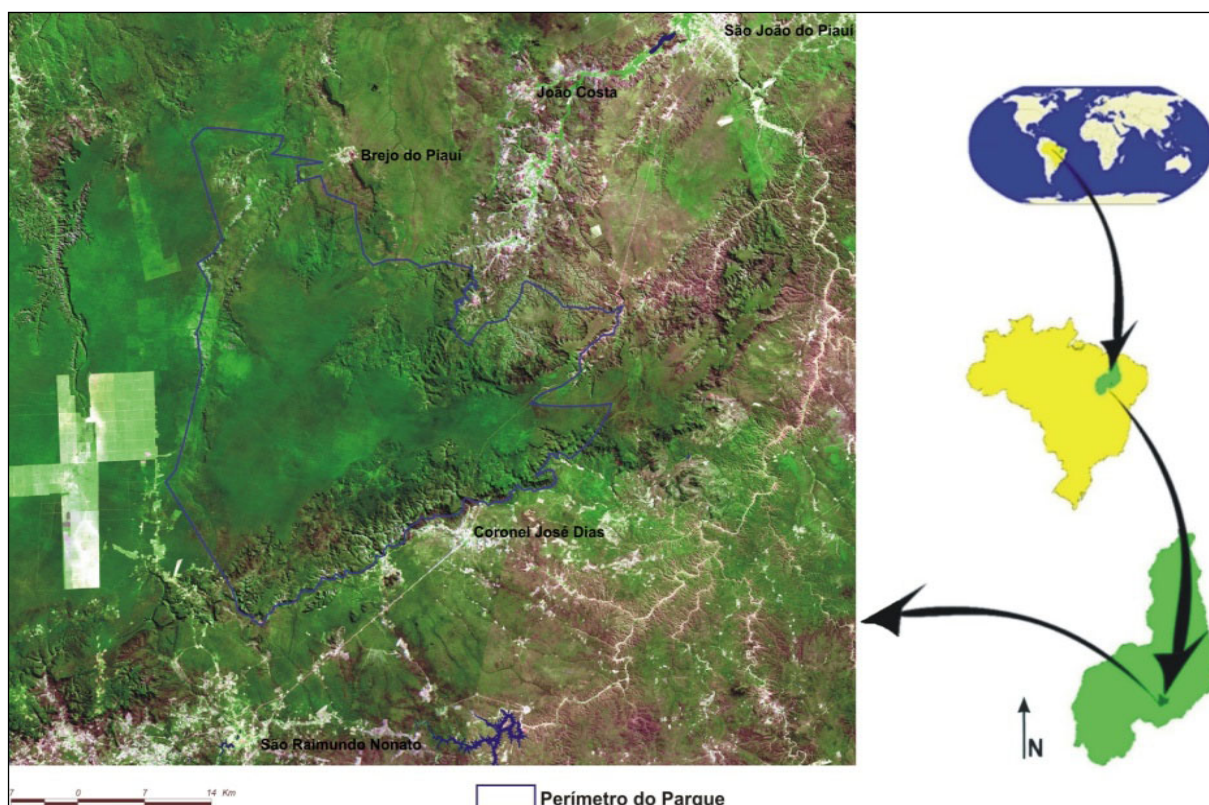 São João do Piauí
João Costa
Brejo do Piauí
Coronel José Dias
São Raimundo Nonato
N
7 0 7 14 Km
Perímetro do Parque